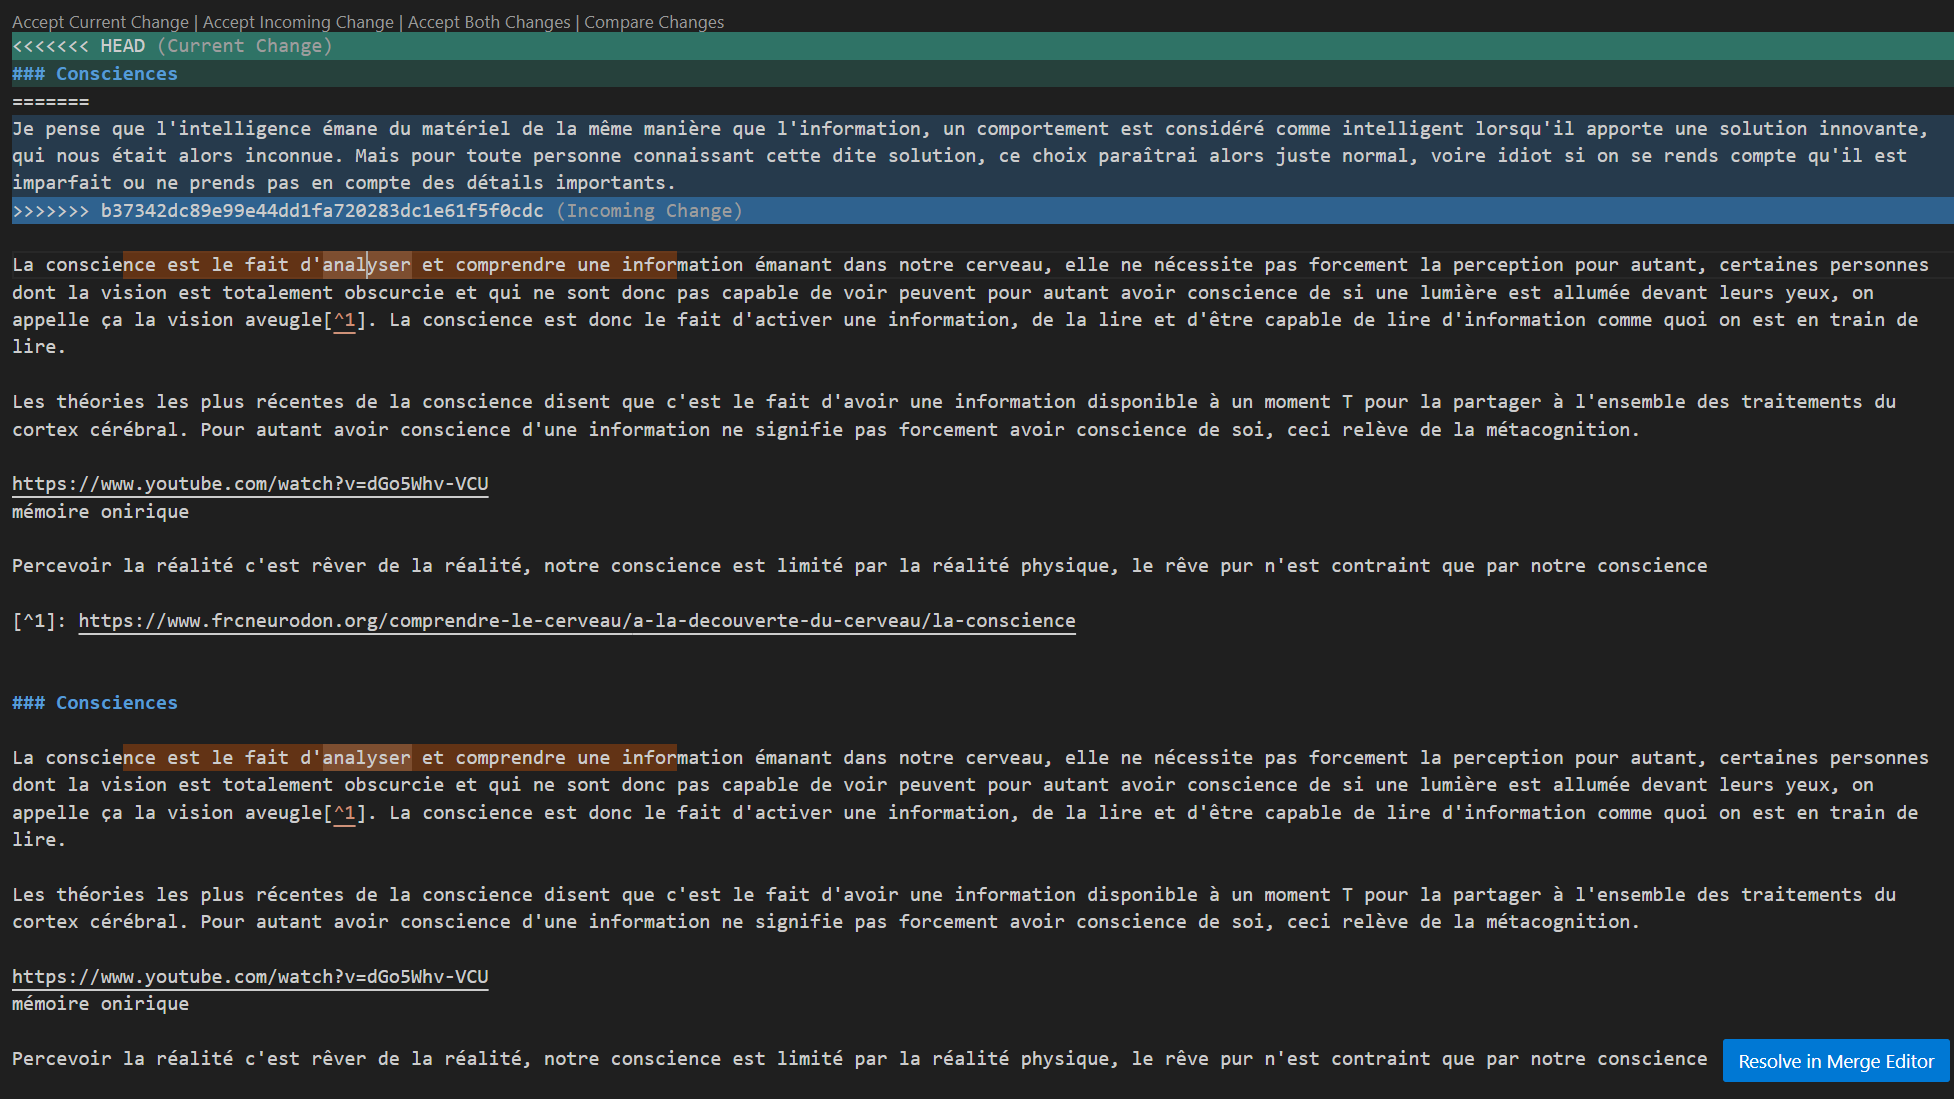 Accept Current Change | Accept Incoming Change | Accept Both Changes | Compare Changes
<<<<<<< HEAD (Current Change)
### Consciences
=======
Je pense que l'intelligence émane du matériel de la même manière que l'information, un comportement est considéré comme intelligent lorsqu'il apporte une solution innovante,
qui nous était alors inconnue. Mais pour toute personne connaissant cette dite solution, ce choix paraîtrai alors juste normal, voire idiot si on se rends compte qu'il est
imparfait ou ne prends pas en compte des détails importants.
>>>>>>> b37342dc89e99e44dd1fa720283dc1e61f5f0cdc (Incoming Change)
La conscience est le fait d'analyser et comprendre une information émanant dans notre cerveau, elle ne nécessite pas forcement la perception pour autant, certaines personnes
dont la vision est totalement obscurcie et qui ne sont donc pas capable de voir peuvent pour autant avoir conscience de si une lumière est allumée devant leurs yeux, on
appelle ça la vision aveugle[^1]. La conscience est donc le fait d'activer une information, de la lire et d'être capable de lire d'information comme quoi on est en train de
lire.
Les théories les plus récentes de la conscience disent que c'est le fait d'avoir une information disponible à un moment T pour la partager à l'ensemble des traitements du
cortex cérébral. Pour autant avoir conscience d'une information ne signifie pas forcement avoir conscience de soi, ceci relève de la métacognition.
https://www.youtube.com/watch?v=dGo5Whv-VCU
mémoire onirique
Percevoir la réalité c'est rêver de la réalité, notre conscience est limité par la réalité physique, le rêve pur n'est contraint que par notre conscience
[^1]: https://www.frcneurodon.org/comprendre-le-cerveau/a-la-decouverte-du-cerveau/la-conscience
### Consciences
La conscience est le fait d'analyser et comprendre une information émanant dans notre cerveau, elle ne nécessite pas forcement la perception pour autant, certaines personnes
dont la vision est totalement obscurcie et qui ne sont donc pas capable de voir peuvent pour autant avoir conscience de si une lumière est allumée devant leurs yeux, on
appelle ça la vision aveugle[^1]. La conscience est donc le fait d'activer une information, de la lire et d'être capable de lire d'information comme quoi on est en train de
lire.
Les théories les plus récentes de la conscience disent que c'est le fait d'avoir une information disponible à un moment T pour la partager à l'ensemble des traitements du
cortex cérébral. Pour autant avoir conscience d'une information ne signifie pas forcement avoir conscience de soi, ceci relève de la métacognition.
https://www.youtube.com/watch?v=dGo5Whv-VCU
mémoire onirique
Percevoir la réalité c'est rêver de la réalité, notre conscience est limité par la réalité physique, le rêve pur n'est contraint que par notre conscience
Resolve in Merge Editor